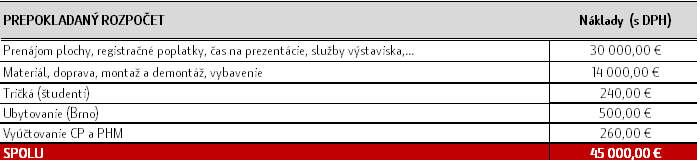 PREPOKLADANÝ ROZPOČET Náklady (s DPH)
Prenájom plochy, registračné poplatky, čas na prezentácie, služby výstaviska,... 30 000,00 €
Materiál, doprava, montaž a demontáž, vybavenie 14 000,00 €
Tričká (študenti) 240,00 €
Ubytovanie (Brno) 500,00 €
Vyúčtovanie CP a PHM 260,00 €
SPOLU 45 000,00 €